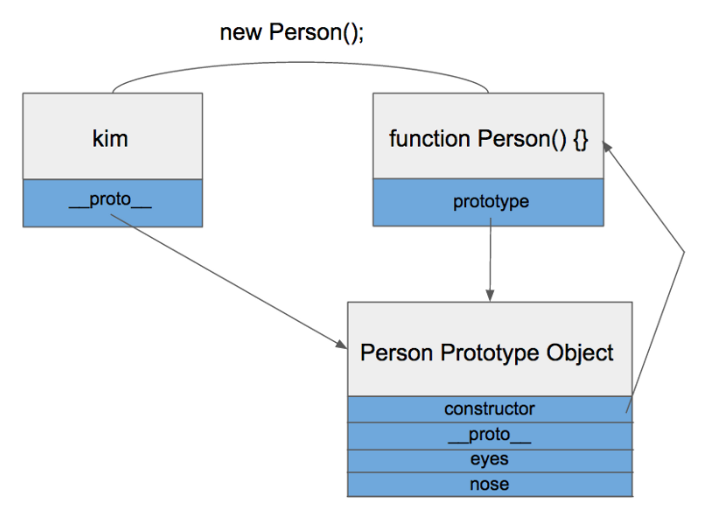 new Person();
kim
function Person() {}
__proto__
prototype
Person Prototype Object
constructor
__proto__
eyes
nose